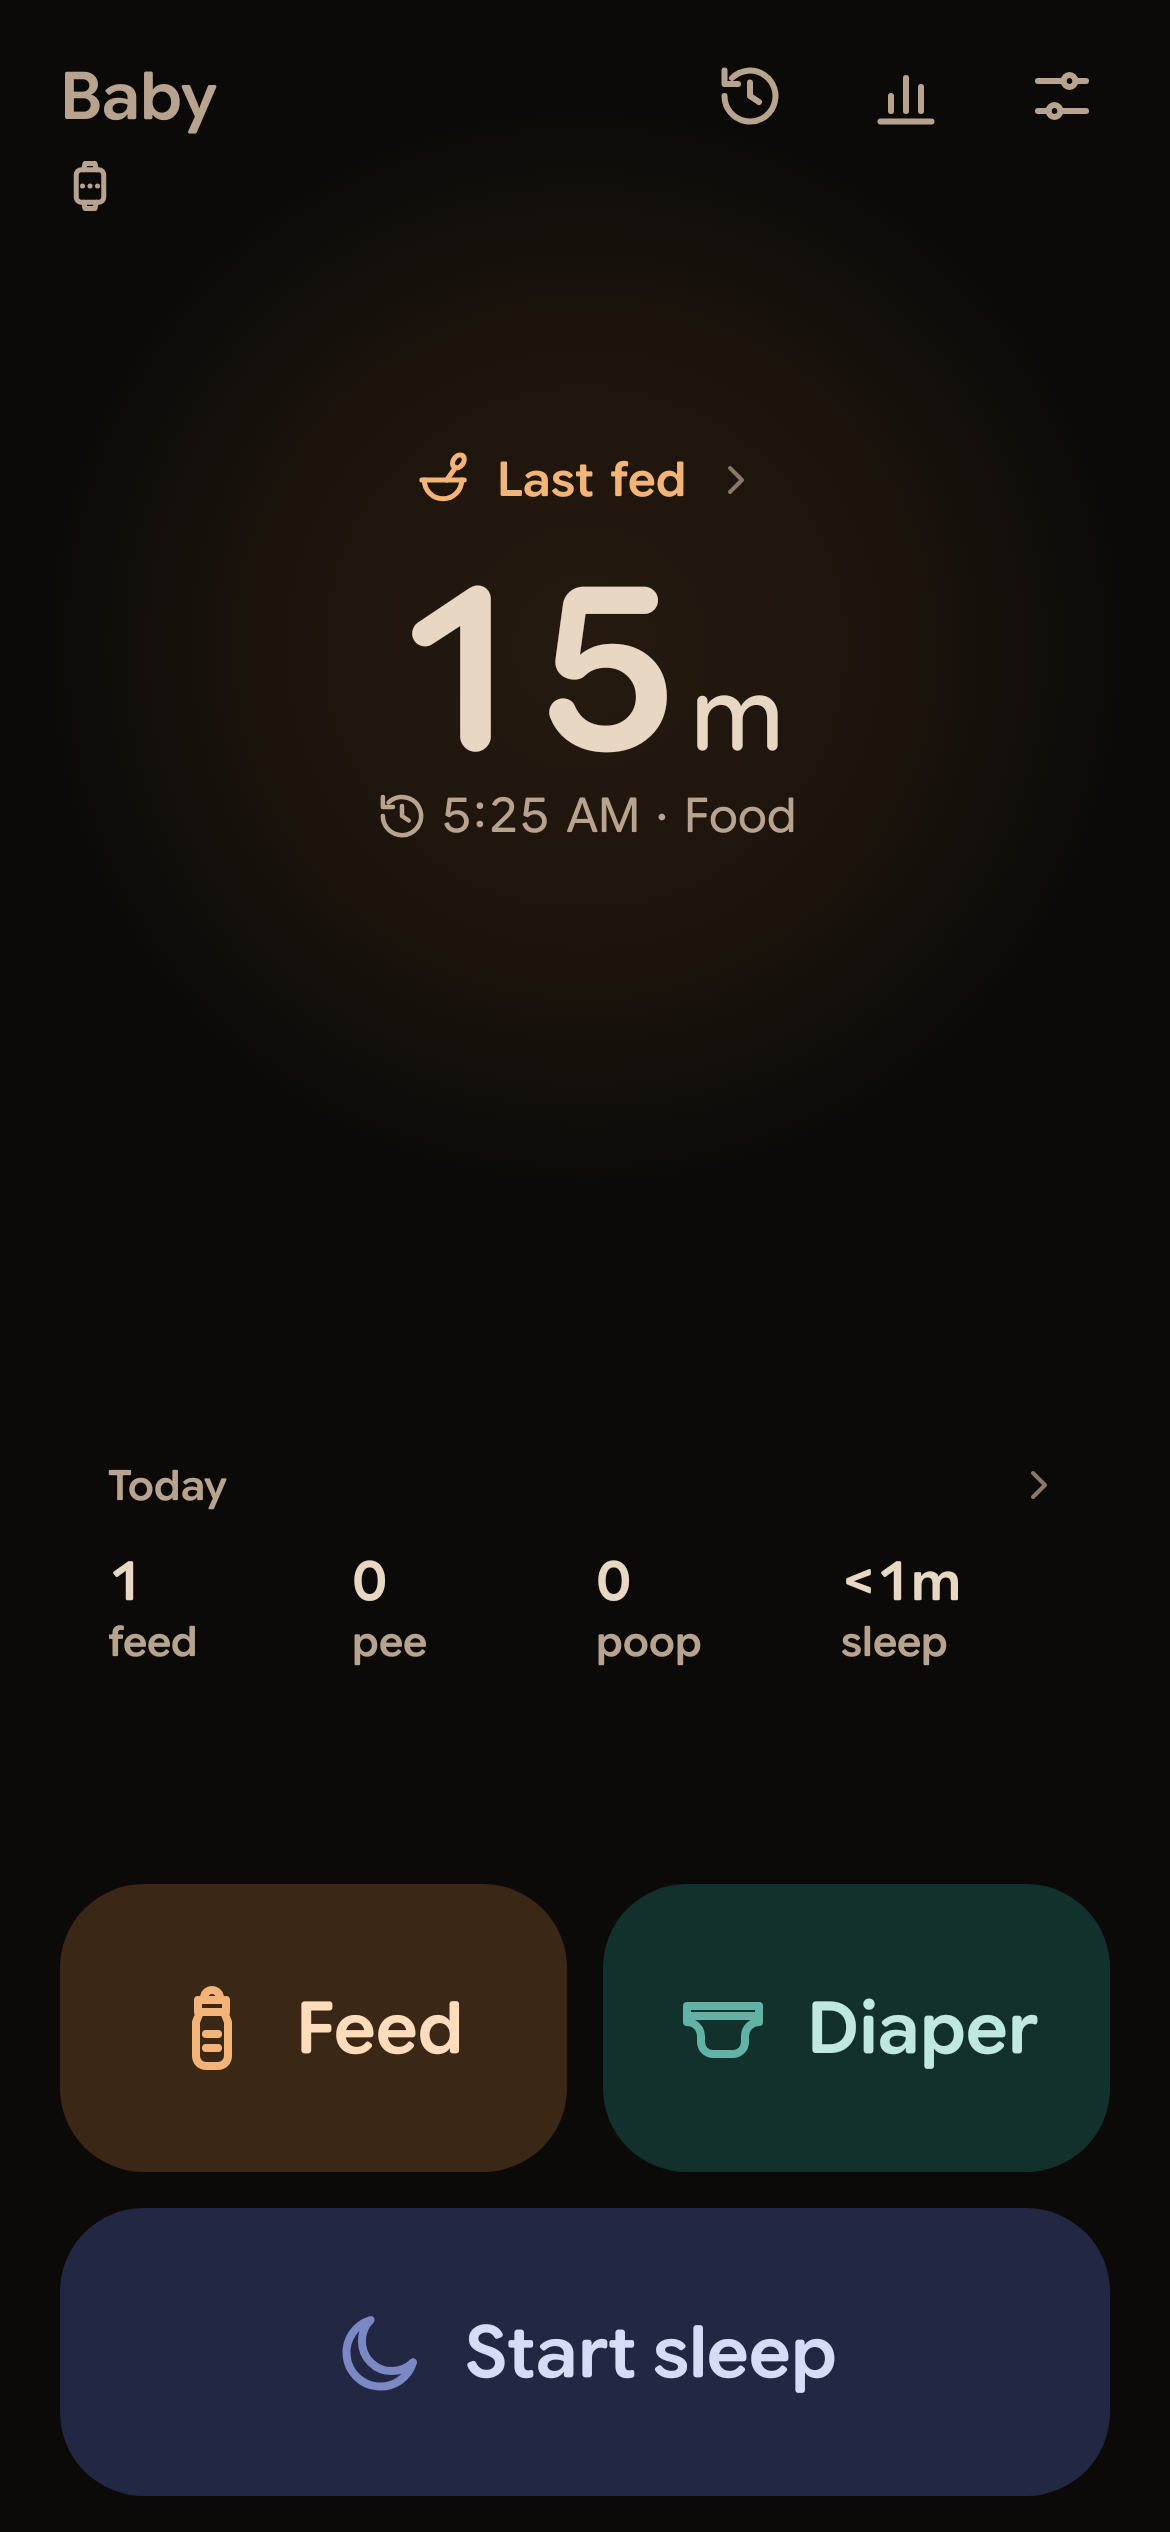 Baby
Last fed
15m
5:25 AM · Food
Today
1 0 0 <1m
feed pee poop sleep
Feed Diaper
Start sleep